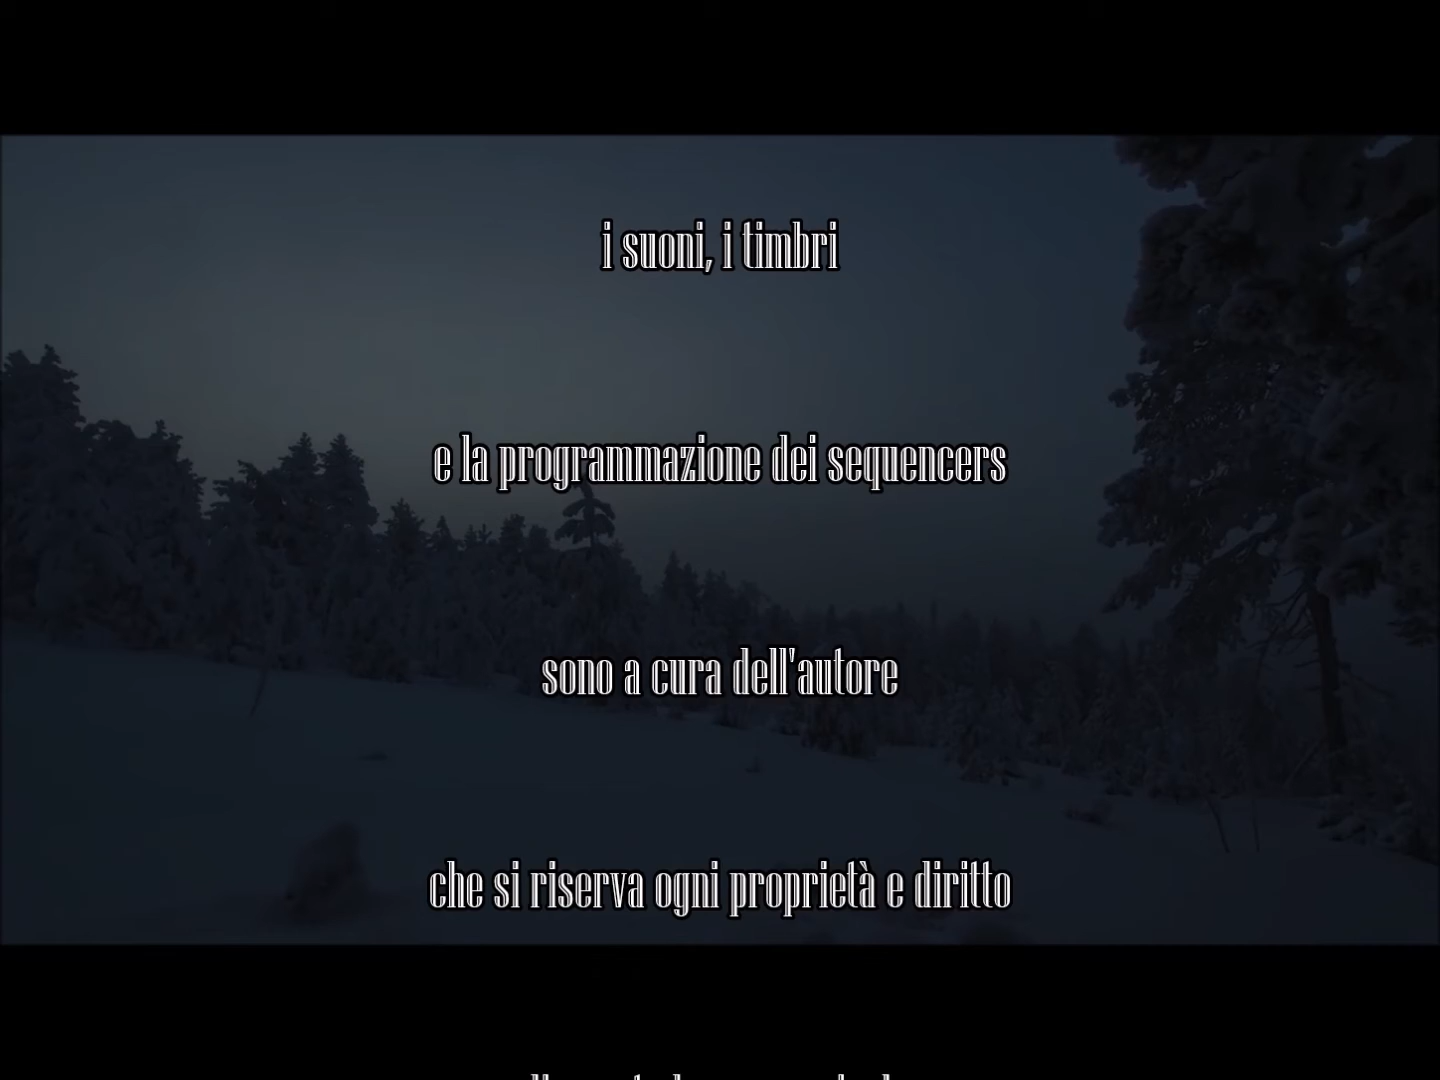 i suoni, i timbri
e la programmazione dei sequencers
sono a cura dell'autore
che si riserva ogni proprietà e diritto